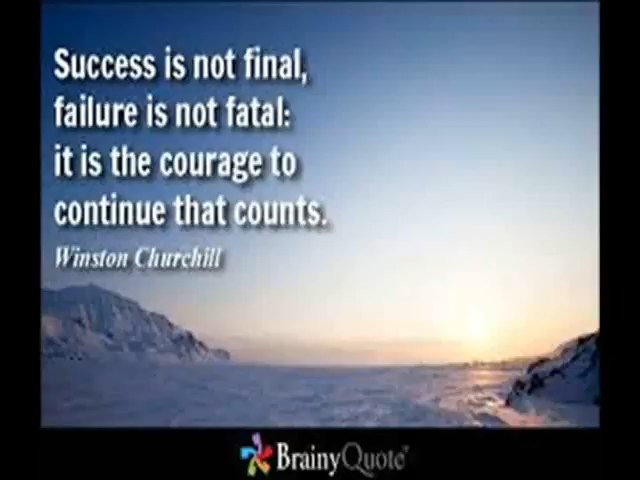 Success is not final,
failure is not fatal:
it is the courage to
continue that counts.
Winston Churchill
BrainyQuote